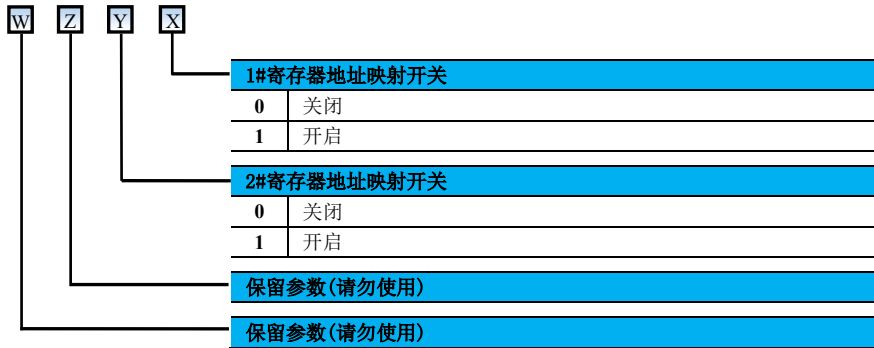 W Z Y X
1#寄存器地址映射开关
0 关闭
1 开启
2#寄存器地址映射开关
0 关闭
1 开启
保留参数(请勿使用)
保留参数(请勿使用)